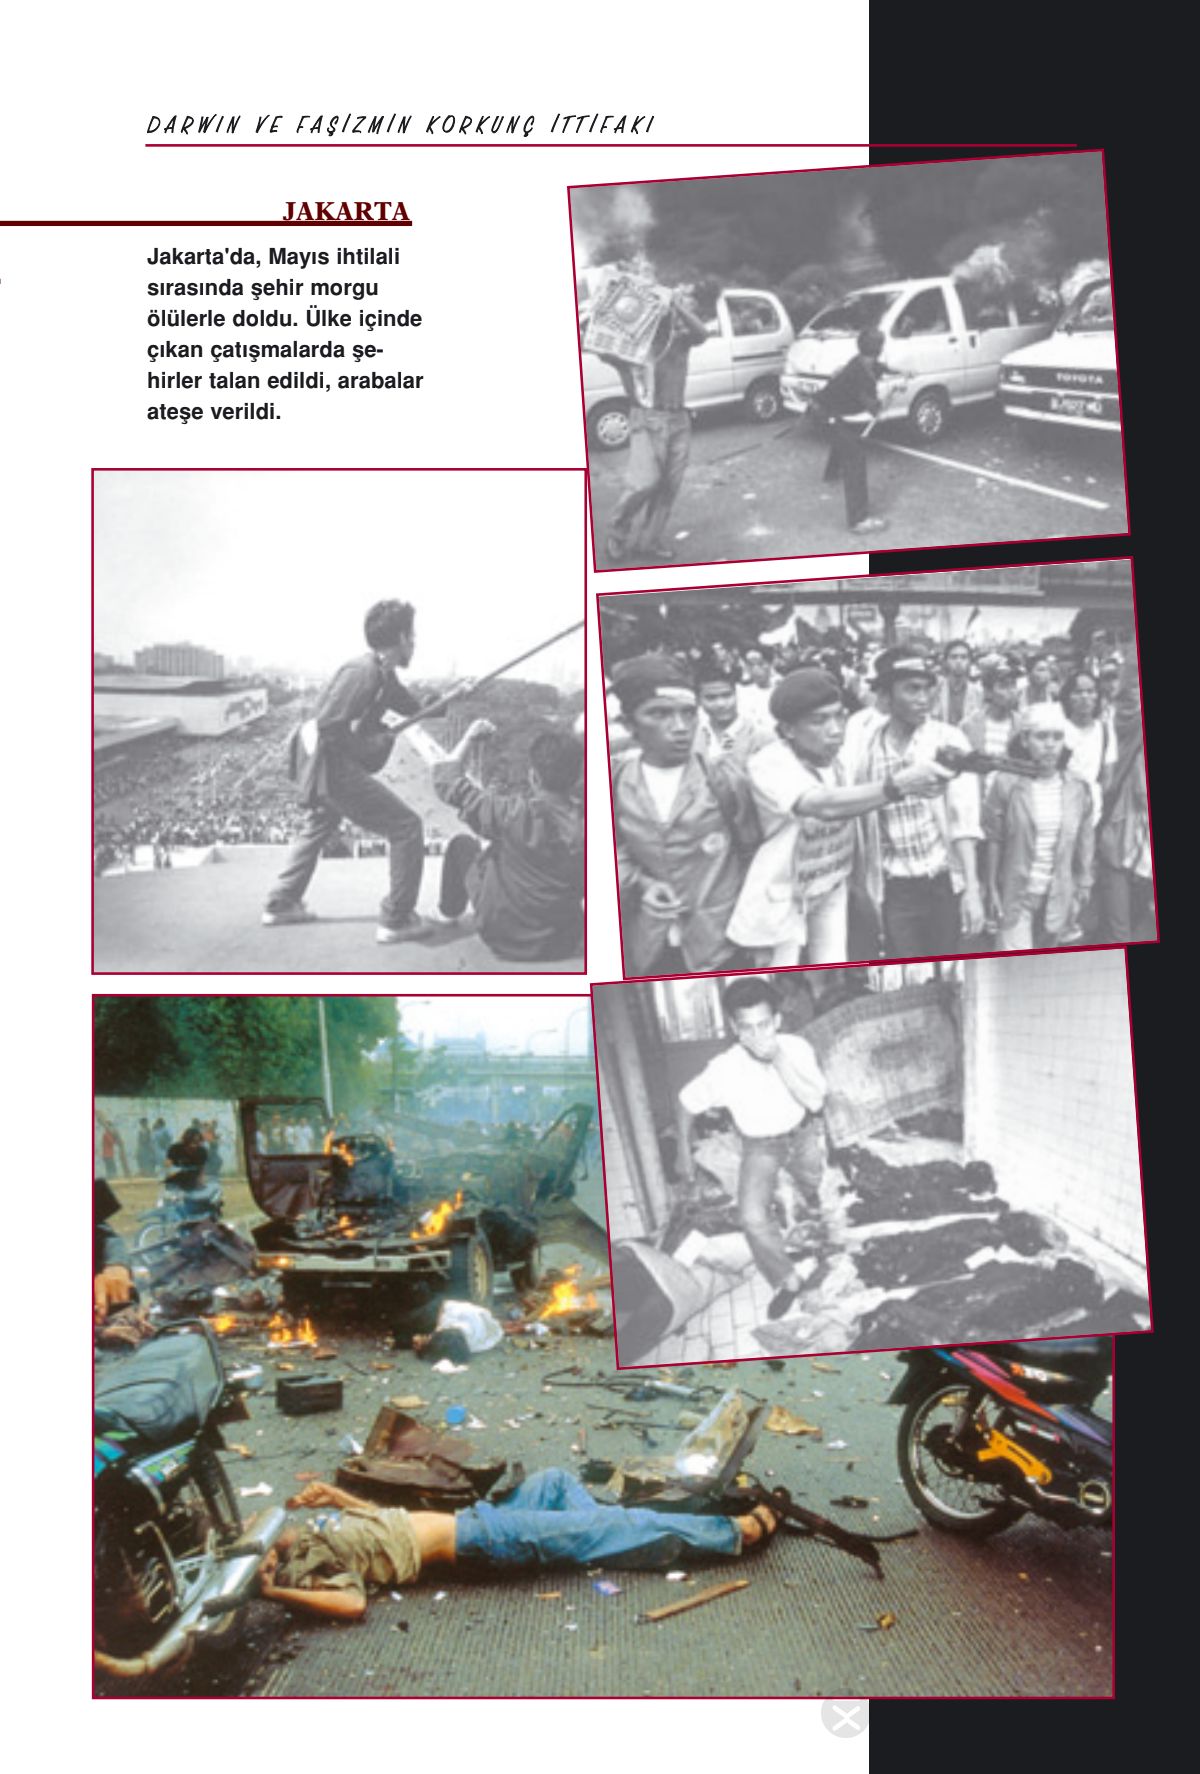 DARWIN VE FAŞİZMİN KORKUNÇ İTTİFAKI
JAKARTA
Jakarta'da, Mayıs ihtilali
sırasında şehir morgu
ölülerle doldu. Ülke içinde
çıkan çatışmalarda şe-
hirler talan edildi, arabalar
ateşe verildi.
TOYOTA